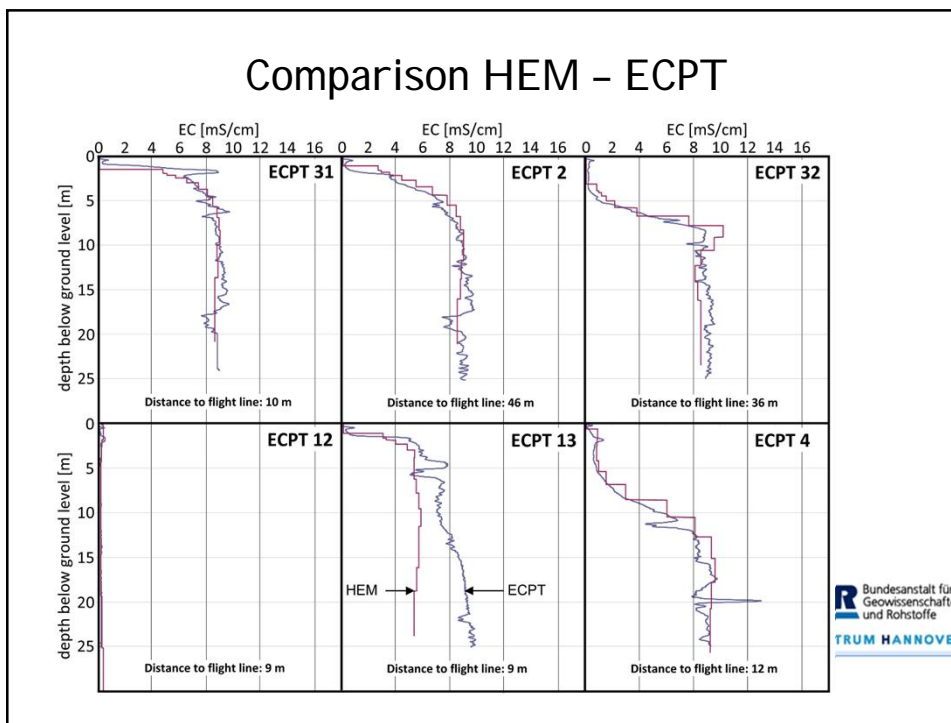 Comparison HEM – ECPT
EC [mS/cm] EC [mS/cm] EC [mS/cm]
0 2 4 6 8 10 12 16 0 2 4 6 8 10 12 16 0 2 4 6 8 10 12 16
depth below ground level [m]
0
5
10
15
20
25
ECPT 31
Distance to flight line: 10 m
ECPT 2
Distance to flight line: 46 m
ECPT 32
Distance to flight line: 36 m
depth below ground level [m]
0
5
10
15
20
25
ECPT 12
Distance to flight line: 9 m
ECPT 13
HEM
ECPT
Distance to flight line: 9 m
ECPT 4
Distance to flight line: 12 m
R
Bundesanstalt für
Geowissenschafte
und Rohstoffe
TRUM HANNOVE